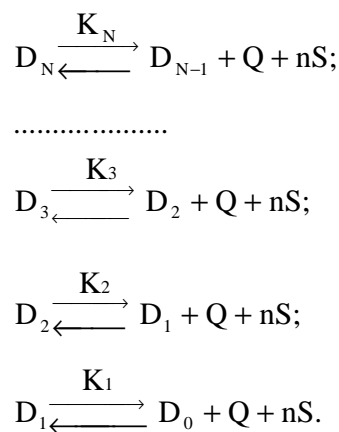 K_N
D_N ⇄ D_{N−1} + Q + nS;
....................
K_3
D_3 ⇄ D_2 + Q + nS;
K_2
D_2 ⇄ D_1 + Q + nS;
K_1
D_1 ⇄ D_0 + Q + nS.